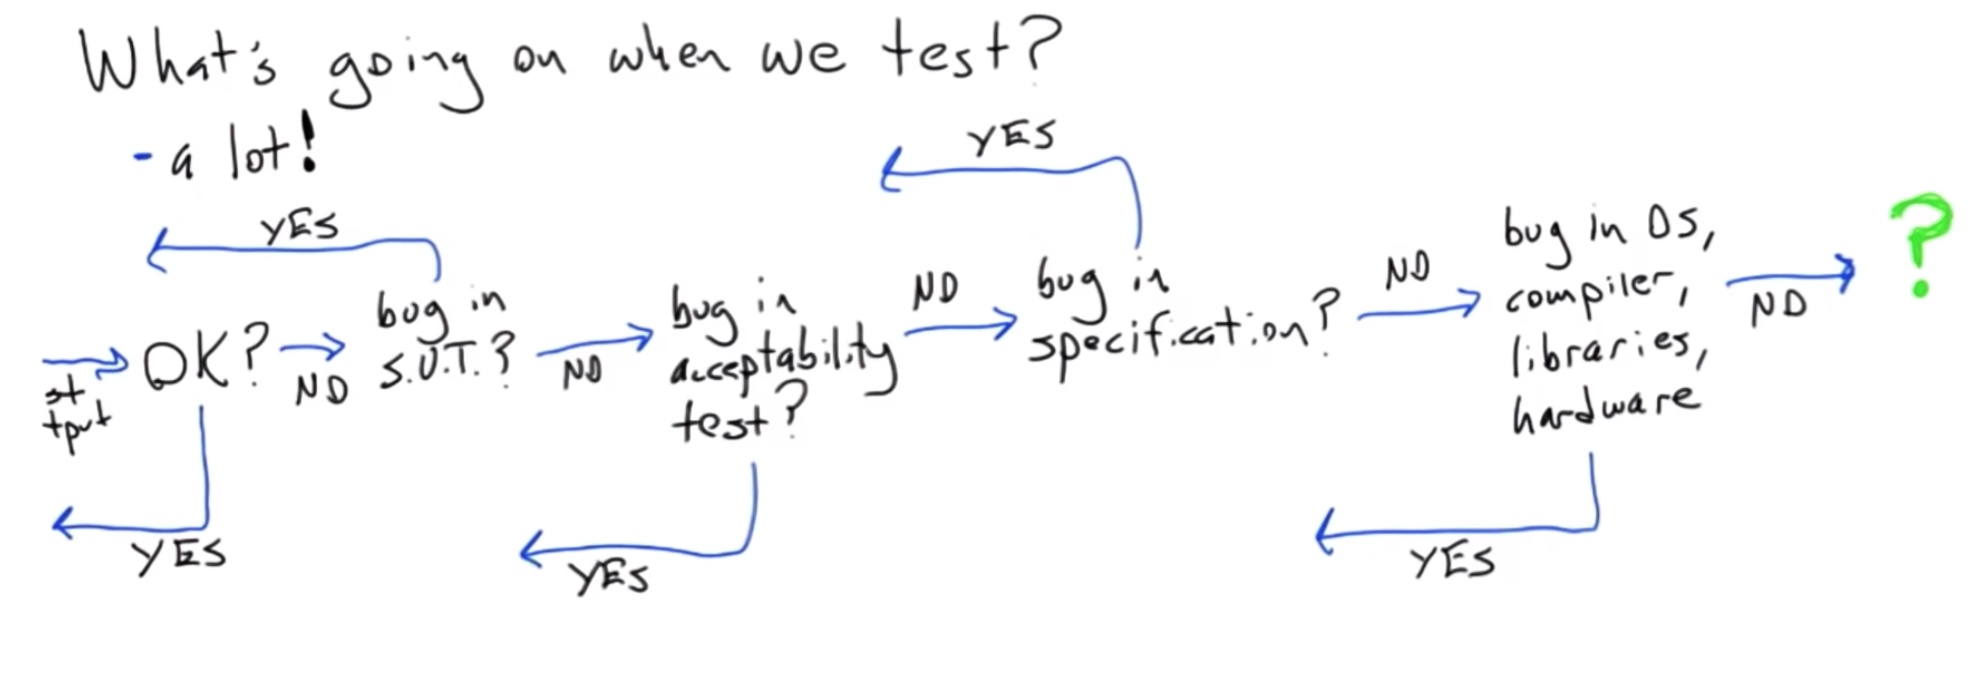 What's going on when we test?
- a lot!
YES
YES
st
tput
OK?
NO
bug in
S.U.T.?
NO
bug in
acceptability
test?
NO
bug in
specification?
NO
bug in OS,
compiler,
libraries,
hardware
NO
?
YES
YES
YES